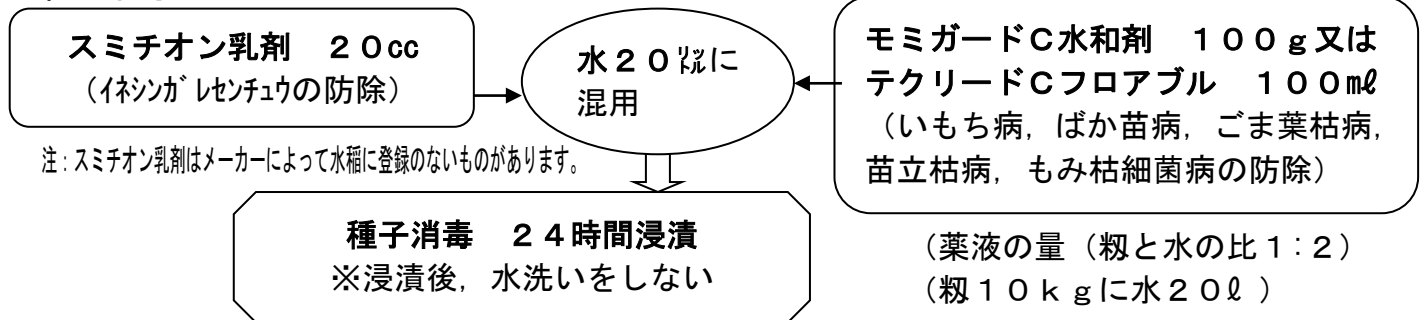 スミチオン乳剤　２０cc
（ｲﾈｼﾝｶﾞﾚｾﾝﾁｭｳの防除）
水２０㍑に
混用
モミガードＣ水和剤　１００ｇ又は
テクリードＣフロアブル　１００㎖
（いもち病，ばか苗病，ごま葉枯病，
苗立枯病，もみ枯細菌病の防除）
注：スミチオン乳剤はメーカーによって水稲に登録のないものがあります。
種子消毒　２４時間浸漬
※浸漬後，水洗いをしない
（薬液の量（籾と水の比１：２）
（籾１０ｋｇに水２０ℓ）